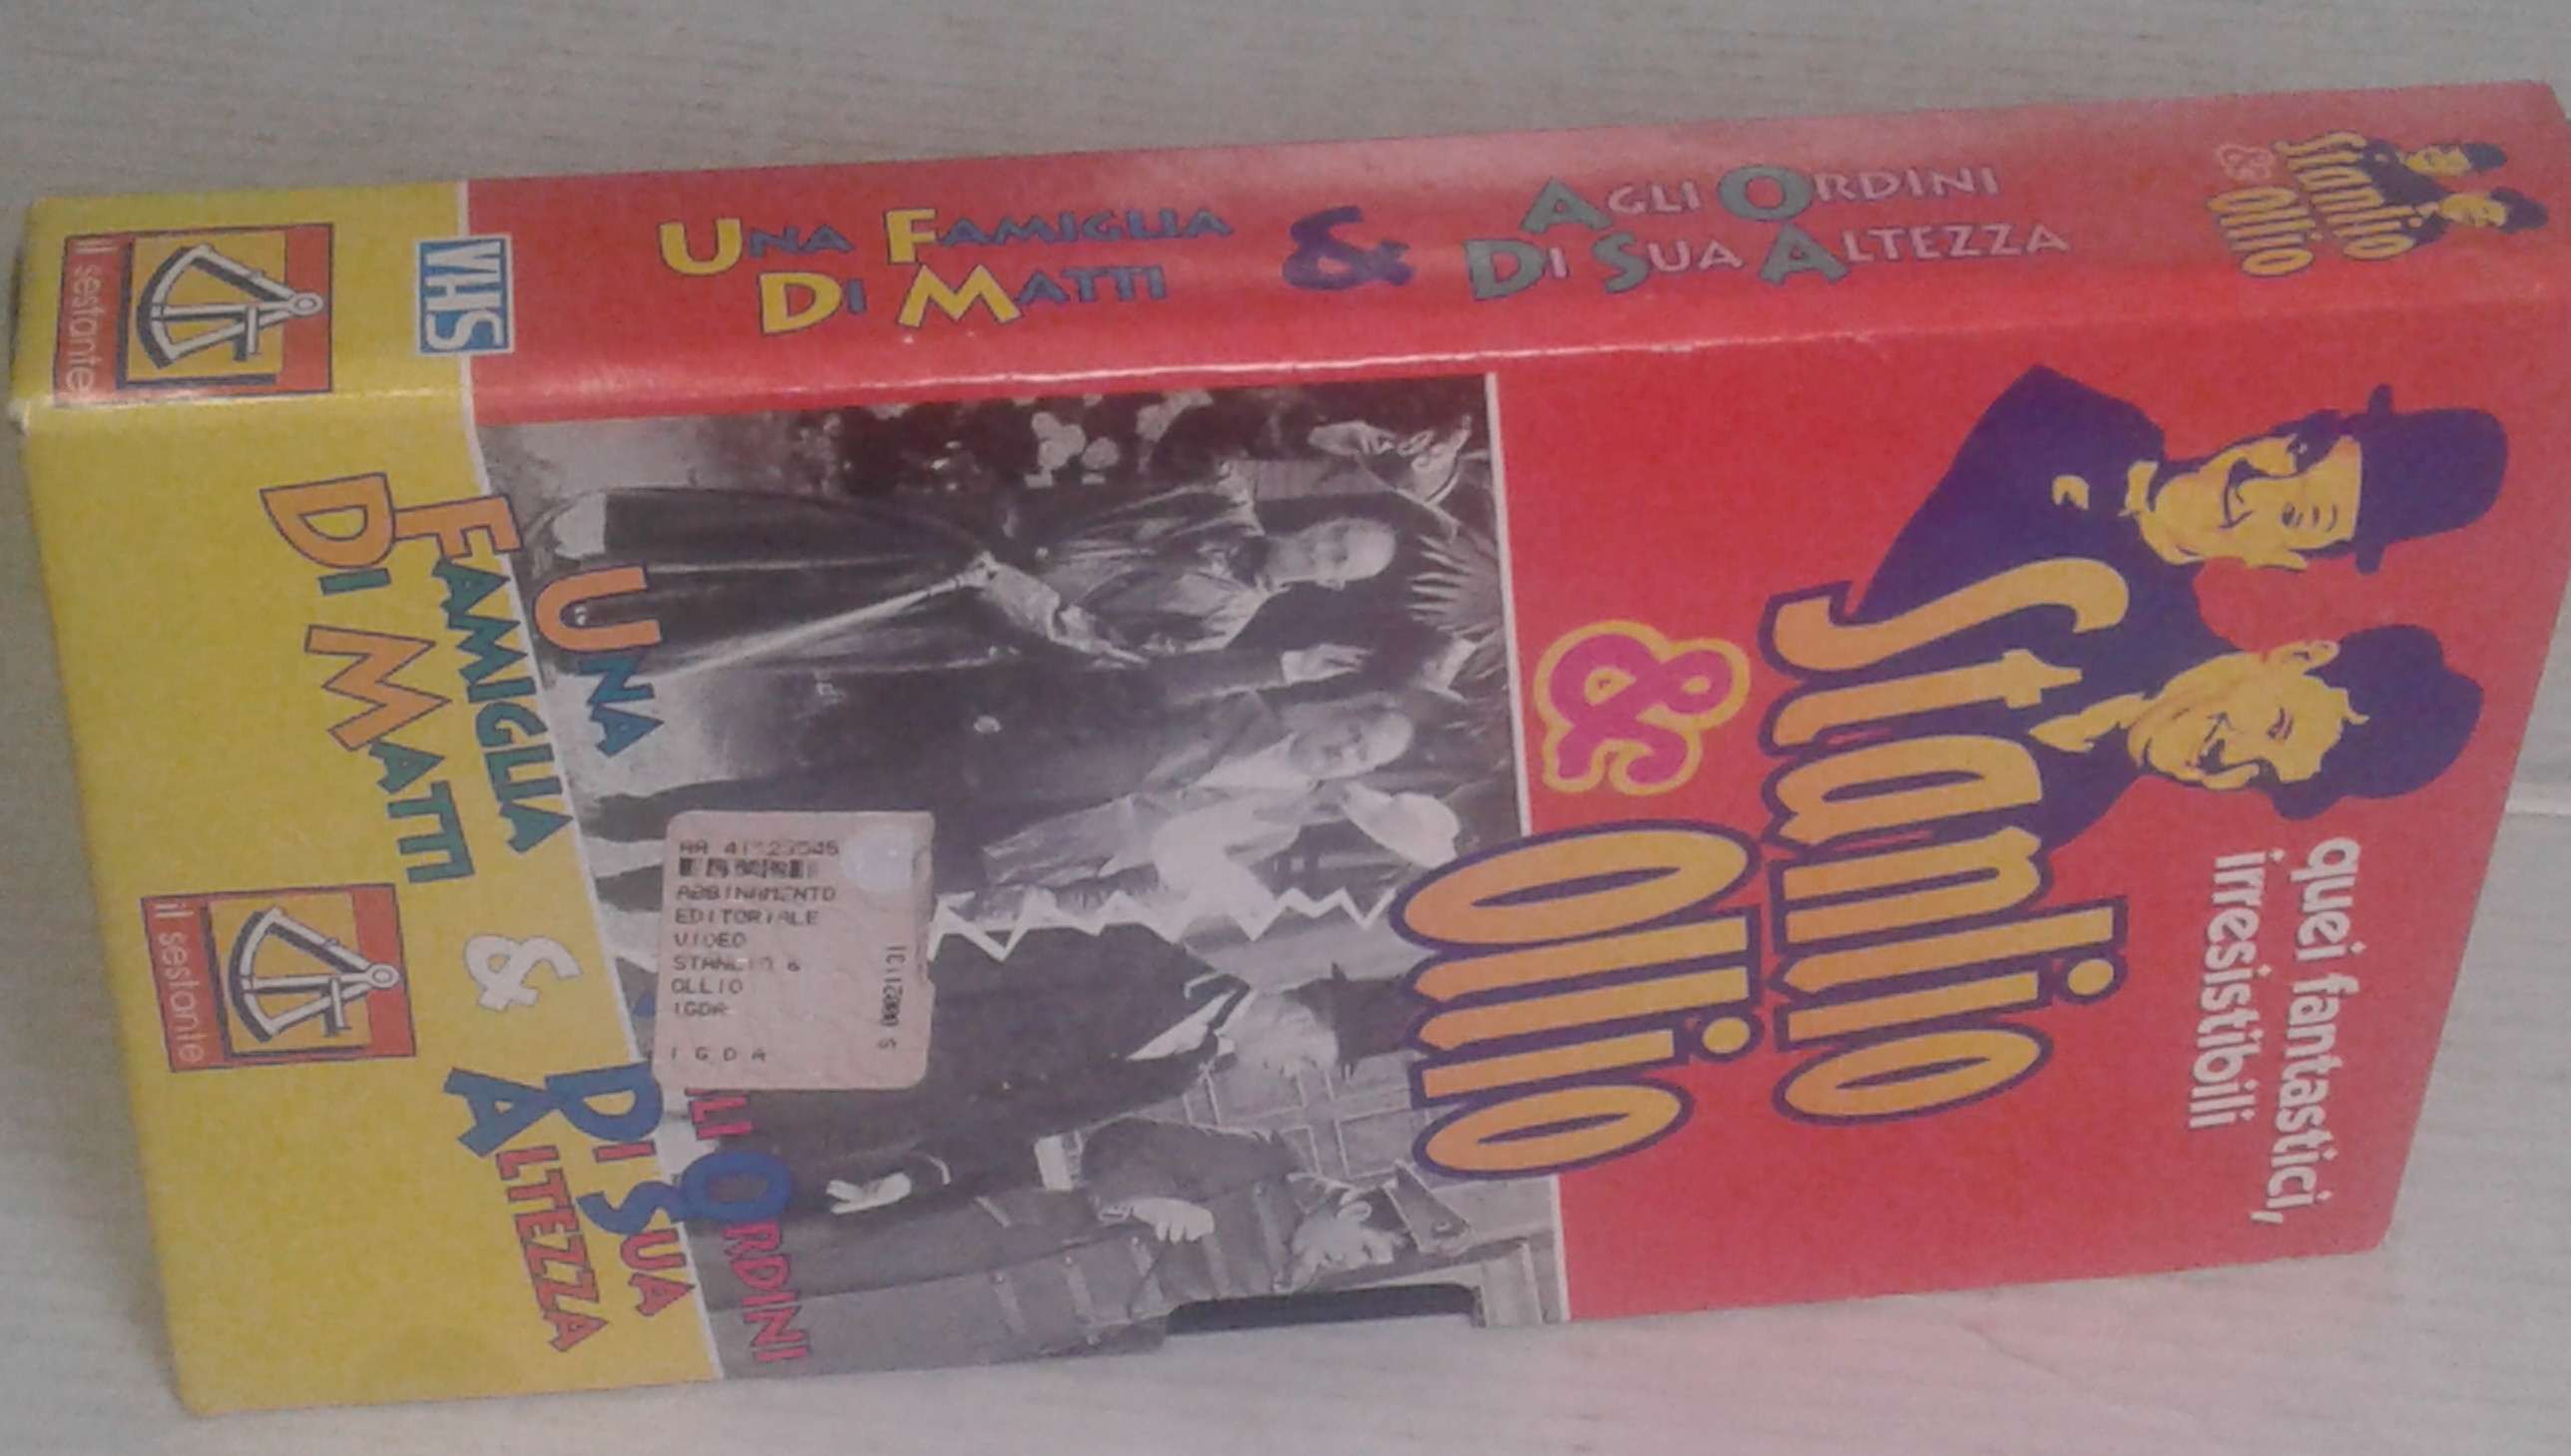 Stanlio
& Ollio
AGLI ORDINI
DI SUA ALTEZZA
&
UNA FAMIGLIA
DI MATTI
VHS
il sestante
quei fantastici,
irresistibili
Stanlio
&
Ollio
UNA
FAMIGLIA
DI MATTI
&
ORDINI
DI SUA
ALTEZZA
ABBINAMENTO
EDITORIALE
VIDEO
STANLIO &
OLLIO
IGDA
I G D A
il sestante